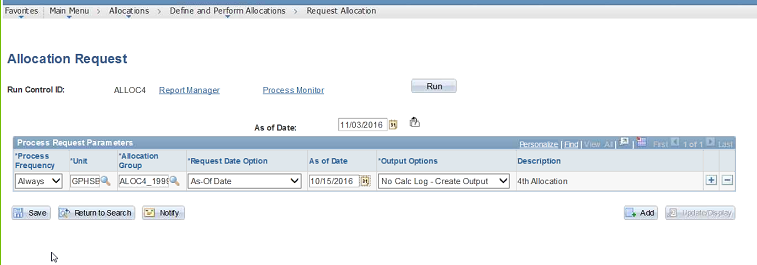 Favorites Main Menu > Allocations > Define and Perform Allocations > Request Allocation
Allocation Request
Run Control ID: ALLOC4 Report Manager Process Monitor Run
As of Date: 11/03/2016
Process Request Parameters Personalize | Find | View All | First 1 of 1 Last
*Process Frequency *Unit *Allocation Group *Request Date Option As of Date *Output Options Description
Always GPHSB ALOC4_1999 As-Of Date 10/15/2016 No Calc Log - Create Output 4th Allocation
Save Return to Search Notify Add Update/Display